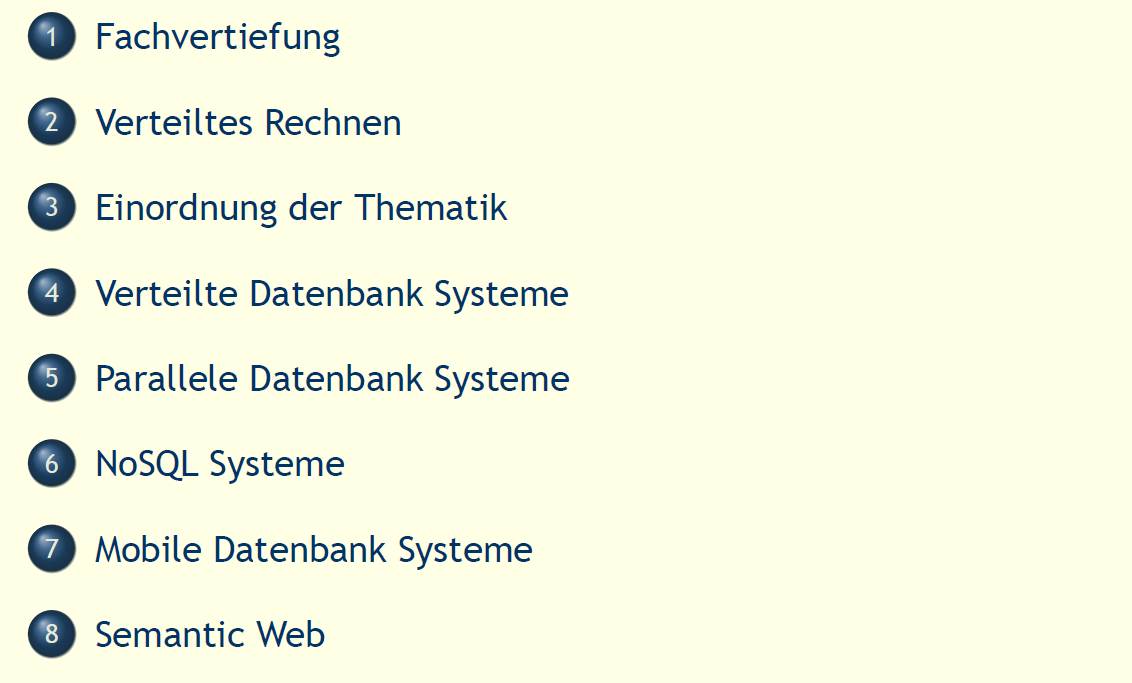 1 Fachvertiefung
2 Verteiltes Rechnen
3 Einordnung der Thematik
4 Verteilte Datenbank Systeme
5 Parallele Datenbank Systeme
6 NoSQL Systeme
7 Mobile Datenbank Systeme
8 Semantic Web